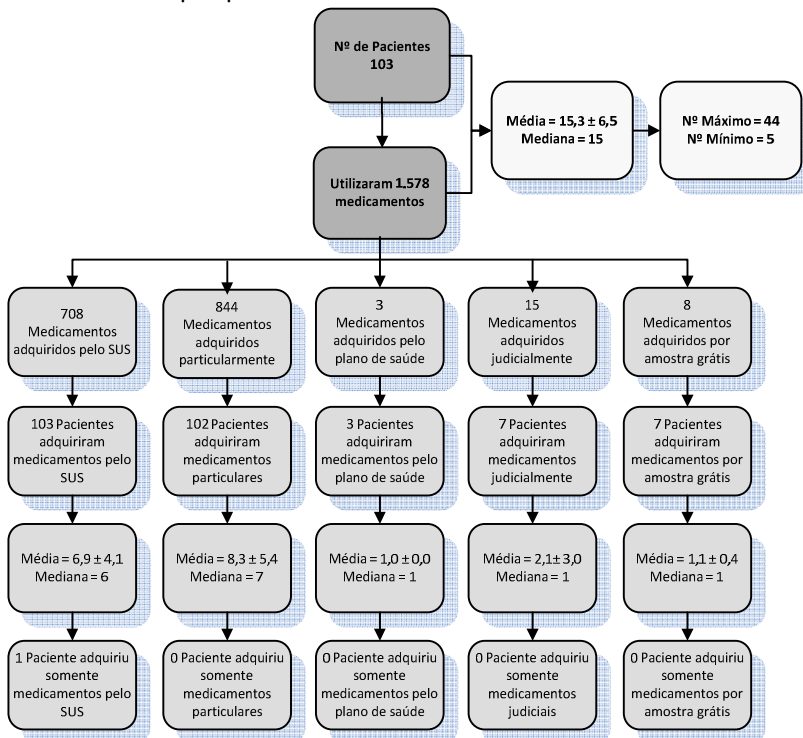 Nº de Pacientes
103
Média = 15,3 ± 6,5
Mediana = 15
Nº Máximo = 44
Nº Mínimo = 5
Utilizaram 1.578
medicamentos
708
Medicamentos
adquiridos pelo SUS
844
Medicamentos
adquiridos
particularmente
3
Medicamentos
adquiridos pelo
plano de saúde
15
Medicamentos
adquiridos
judicialmente
8
Medicamentos
adquiridos por
amostra grátis
103 Pacientes
adquiriram
medicamentos pelo
SUS
102 Pacientes
adquiriram
medicamentos
particulares
3 Pacientes
adquiriram
medicamentos pelo
plano de saúde
7 Pacientes
adquiriram
medicamentos
judicialmente
7 Pacientes
adquiriram
medicamentos por
amostra grátis
Média = 6,9 ± 4,1
Mediana = 6
Média = 8,3 ± 5,4
Mediana = 7
Média = 1,0 ± 0,0
Mediana = 1
Média = 2,1± 3,0
Mediana = 1
Média = 1,1 ± 0,4
Mediana = 1
1 Paciente adquiriu
somente
medicamentos pelo
SUS
0 Paciente adquiriu
somente
medicamentos
particulares
0 Paciente adquiriu
somente
medicamentos pelo
plano de saúde
0 Paciente adquiriu
somente
medicamentos
judiciais
0 Paciente adquiriu
somente
medicamentos por
amostra grátis